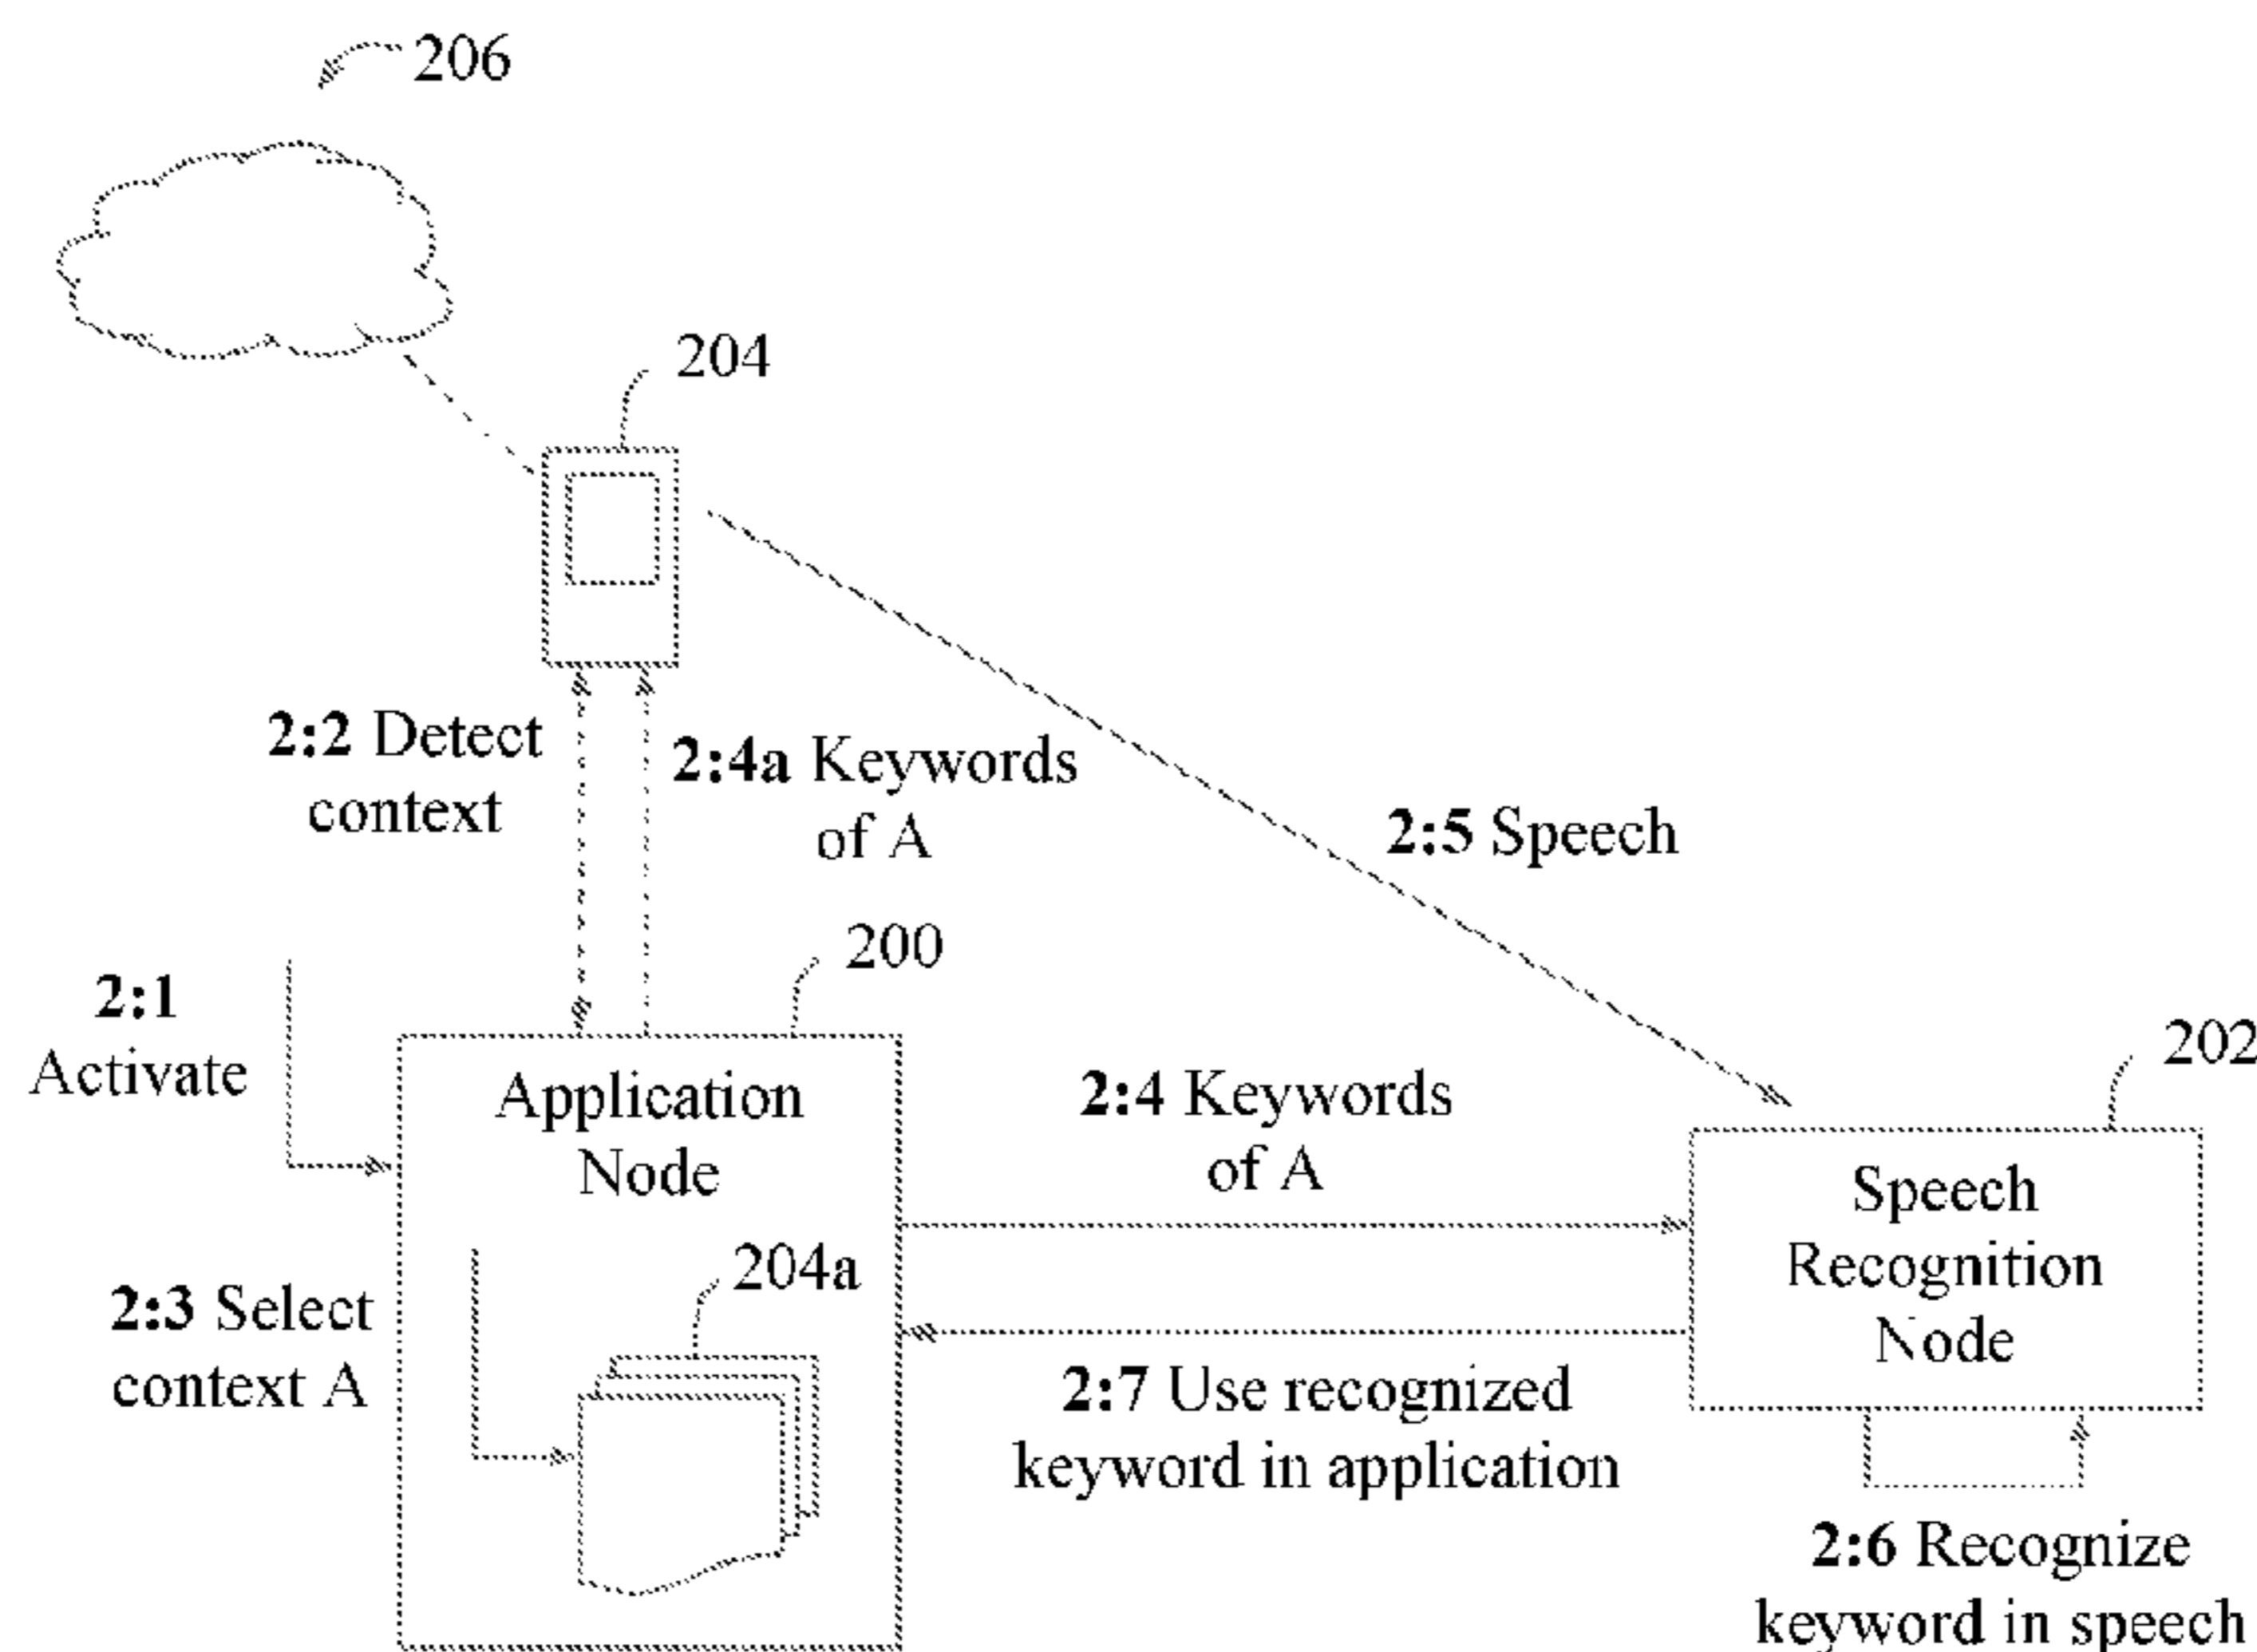 206
204
2:2 Detect
context
2:4a Keywords
of A
2:5 Speech
200
2:1
Activate
202
Application
Node
2:4 Keywords
of A
Speech
Recognition
Node
204a
2:3 Select
context A
2:7 Use recognized
keyword in application
2:6 Recognize
keyword in speech